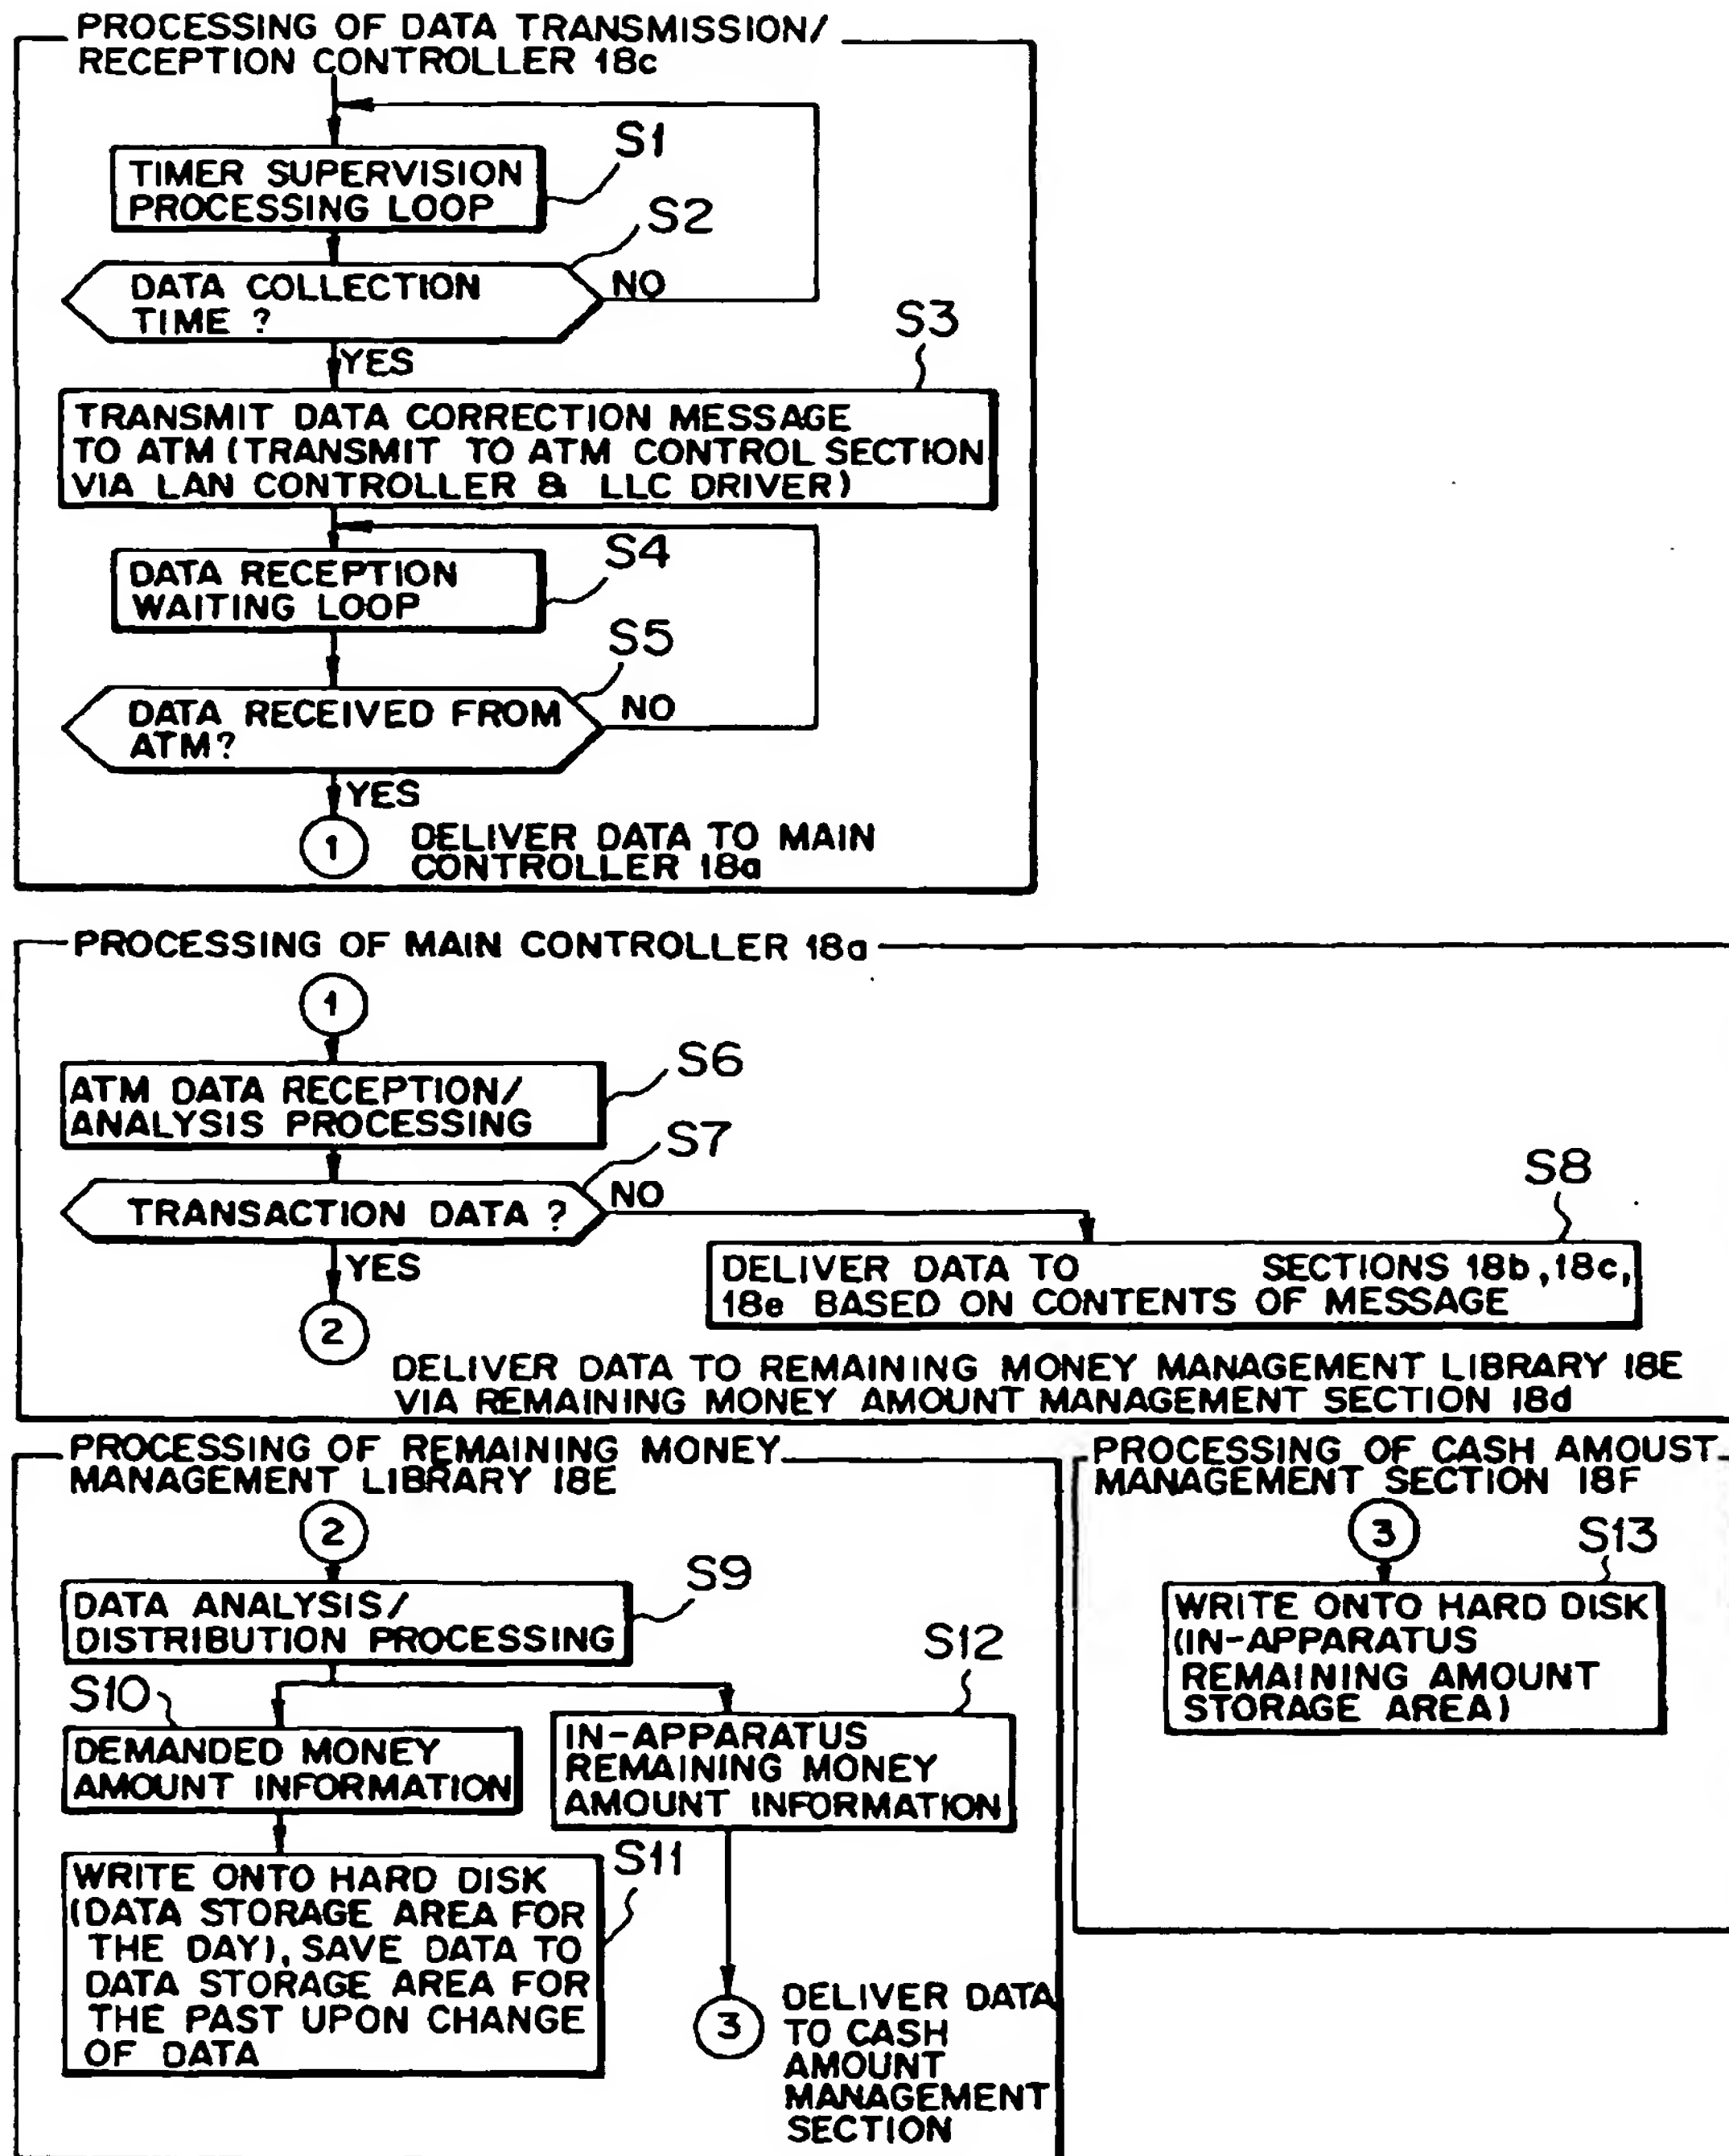 PROCESSING OF DATA TRANSMISSION/
RECEPTION CONTROLLER 18c
S1
TIMER SUPERVISION
PROCESSING LOOP
S2
DATA COLLECTION
TIME ?
NO
YES
S3
TRANSMIT DATA CORRECTION MESSAGE
TO ATM (TRANSMIT TO ATM CONTROL SECTION
VIA LAN CONTROLLER & LLC DRIVER)
S4
DATA RECEPTION
WAITING LOOP
S5
DATA RECEIVED FROM
ATM?
NO
YES
1
DELIVER DATA TO MAIN
CONTROLLER 18a
PROCESSING OF MAIN CONTROLLER 18a
1
S6
ATM DATA RECEPTION/
ANALYSIS PROCESSING
S7
TRANSACTION DATA ?
NO
YES
S8
DELIVER DATA TO SECTIONS 18b, 18c,
18e BASED ON CONTENTS OF MESSAGE
2
DELIVER DATA TO REMAINING MONEY MANAGEMENT LIBRARY 18E
VIA REMAINING MONEY AMOUNT MANAGEMENT SECTION 18d
PROCESSING OF REMAINING MONEY
MANAGEMENT LIBRARY 18E
2
S9
DATA ANALYSIS/
DISTRIBUTION PROCESSING
S10
DEMANDED MONEY
AMOUNT INFORMATION
S12
IN-APPARATUS
REMAINING MONEY
AMOUNT INFORMATION
S11
WRITE ONTO HARD DISK
(DATA STORAGE AREA FOR
THE DAY), SAVE DATA TO
DATA STORAGE AREA FOR
THE PAST UPON CHANGE
OF DATA
3
DELIVER DATA
TO CASH
AMOUNT
MANAGEMENT
SECTION
PROCESSING OF CASH AMOUST
MANAGEMENT SECTION 18F
3
S13
WRITE ONTO HARD DISK
(IN-APPARATUS
REMAINING AMOUNT
STORAGE AREA)